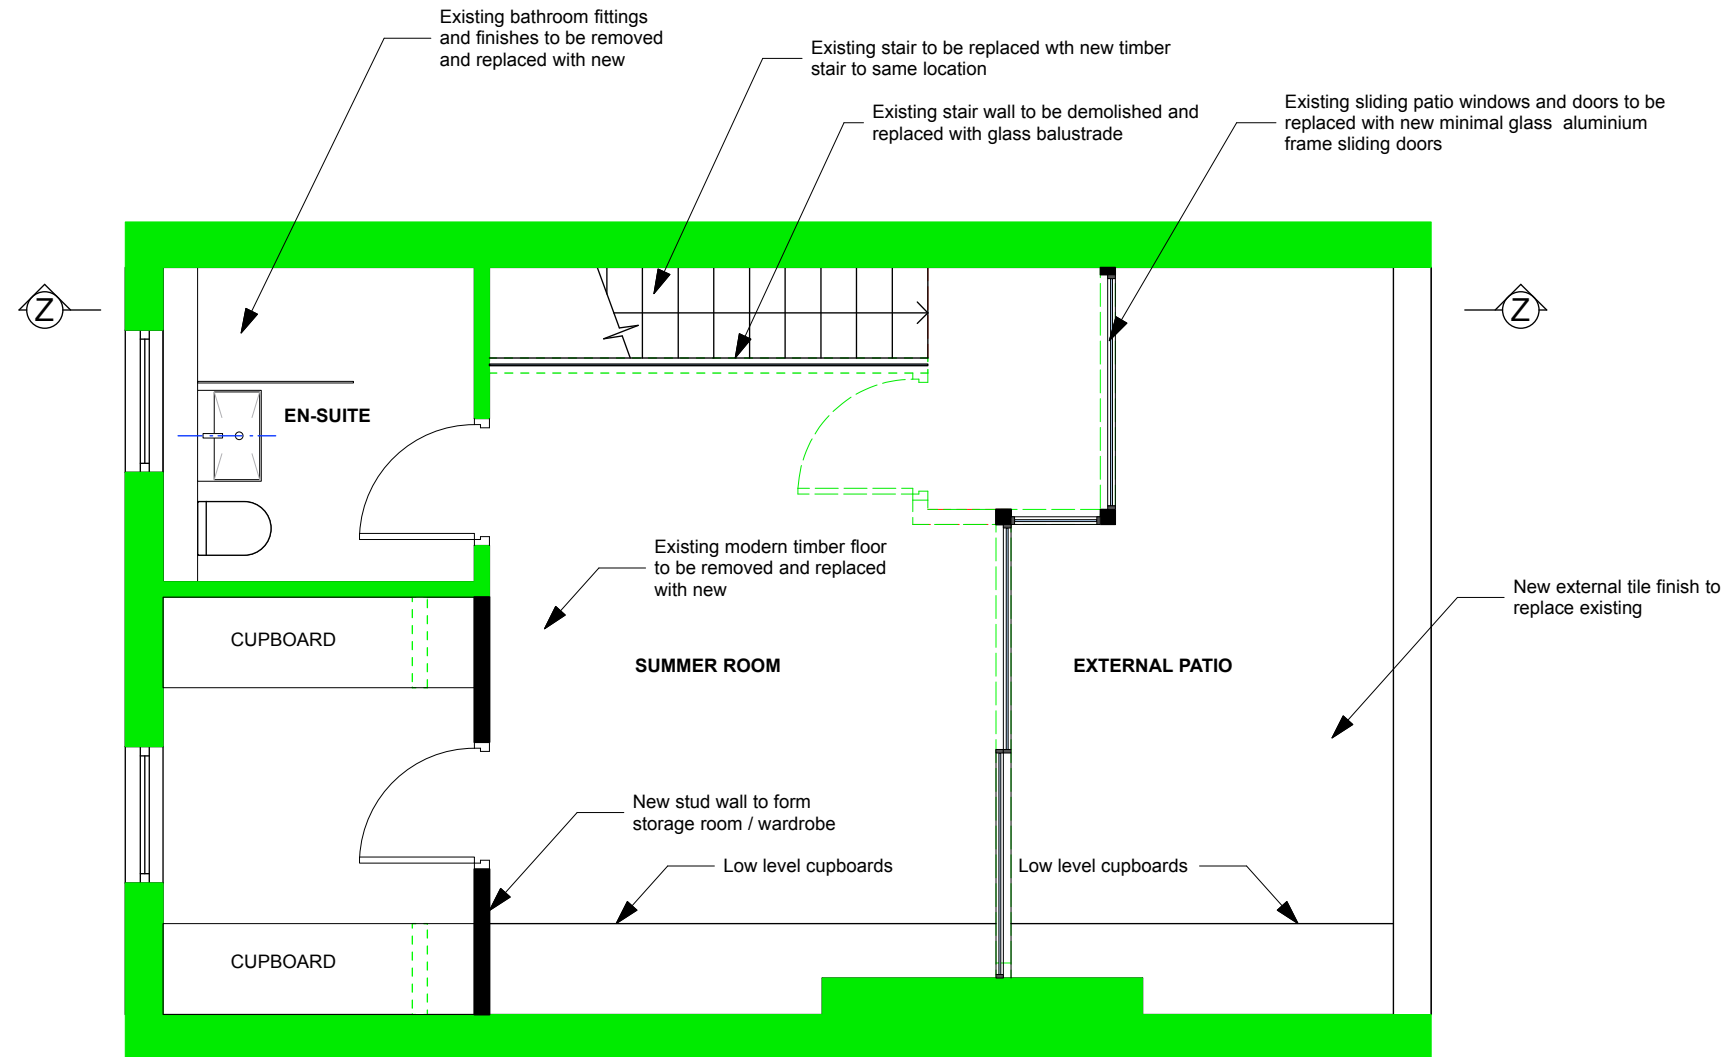 Existing bathroom fittings
and finishes to be removed
and replaced with new
Existing stair to be replaced wth new timber
stair to same location
Existing stair wall to be demolished and
replaced with glass balustrade
Existing sliding patio windows and doors to be
replaced with new minimal glass  aluminium
frame sliding doors
Z
Z
EN-SUITE
Existing modern timber floor
to be removed and replaced
with new
New external tile finish to
replace existing
CUPBOARD
SUMMER ROOM
EXTERNAL PATIO
New stud wall to form
storage room / wardrobe
Low level cupboards
Low level cupboards
CUPBOARD